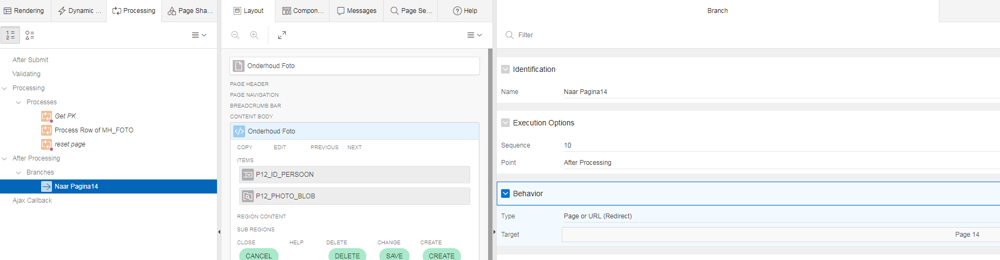 Rendering
Dynamic ...
Processing
Page Sha...
After Submit
Validating
Processing
Processes
Get PK
Process Row of MH_FOTO
reset page
After Processing
Branches
Naar Pagina14
Ajax Callback
Layout
Compon...
Messages
Page Se...
Help
Onderhoud Foto
PAGE HEADER
PAGE NAVIGATION
BREADCRUMB BAR
CONTENT BODY
Onderhoud Foto
COPY EDIT PREVIOUS NEXT
ITEMS
P12_ID_PERSOON
P12_PHOTO_BLOB
REGION CONTENT
SUB REGIONS
CLOSE HELP DELETE CHANGE CREATE
CANCEL DELETE SAVE CREATE
Branch
Filter
Identification
Name Naar Pagina14
Execution Options
Sequence 10
Point After Processing
Behavior
Type Page or URL (Redirect)
Target Page 14